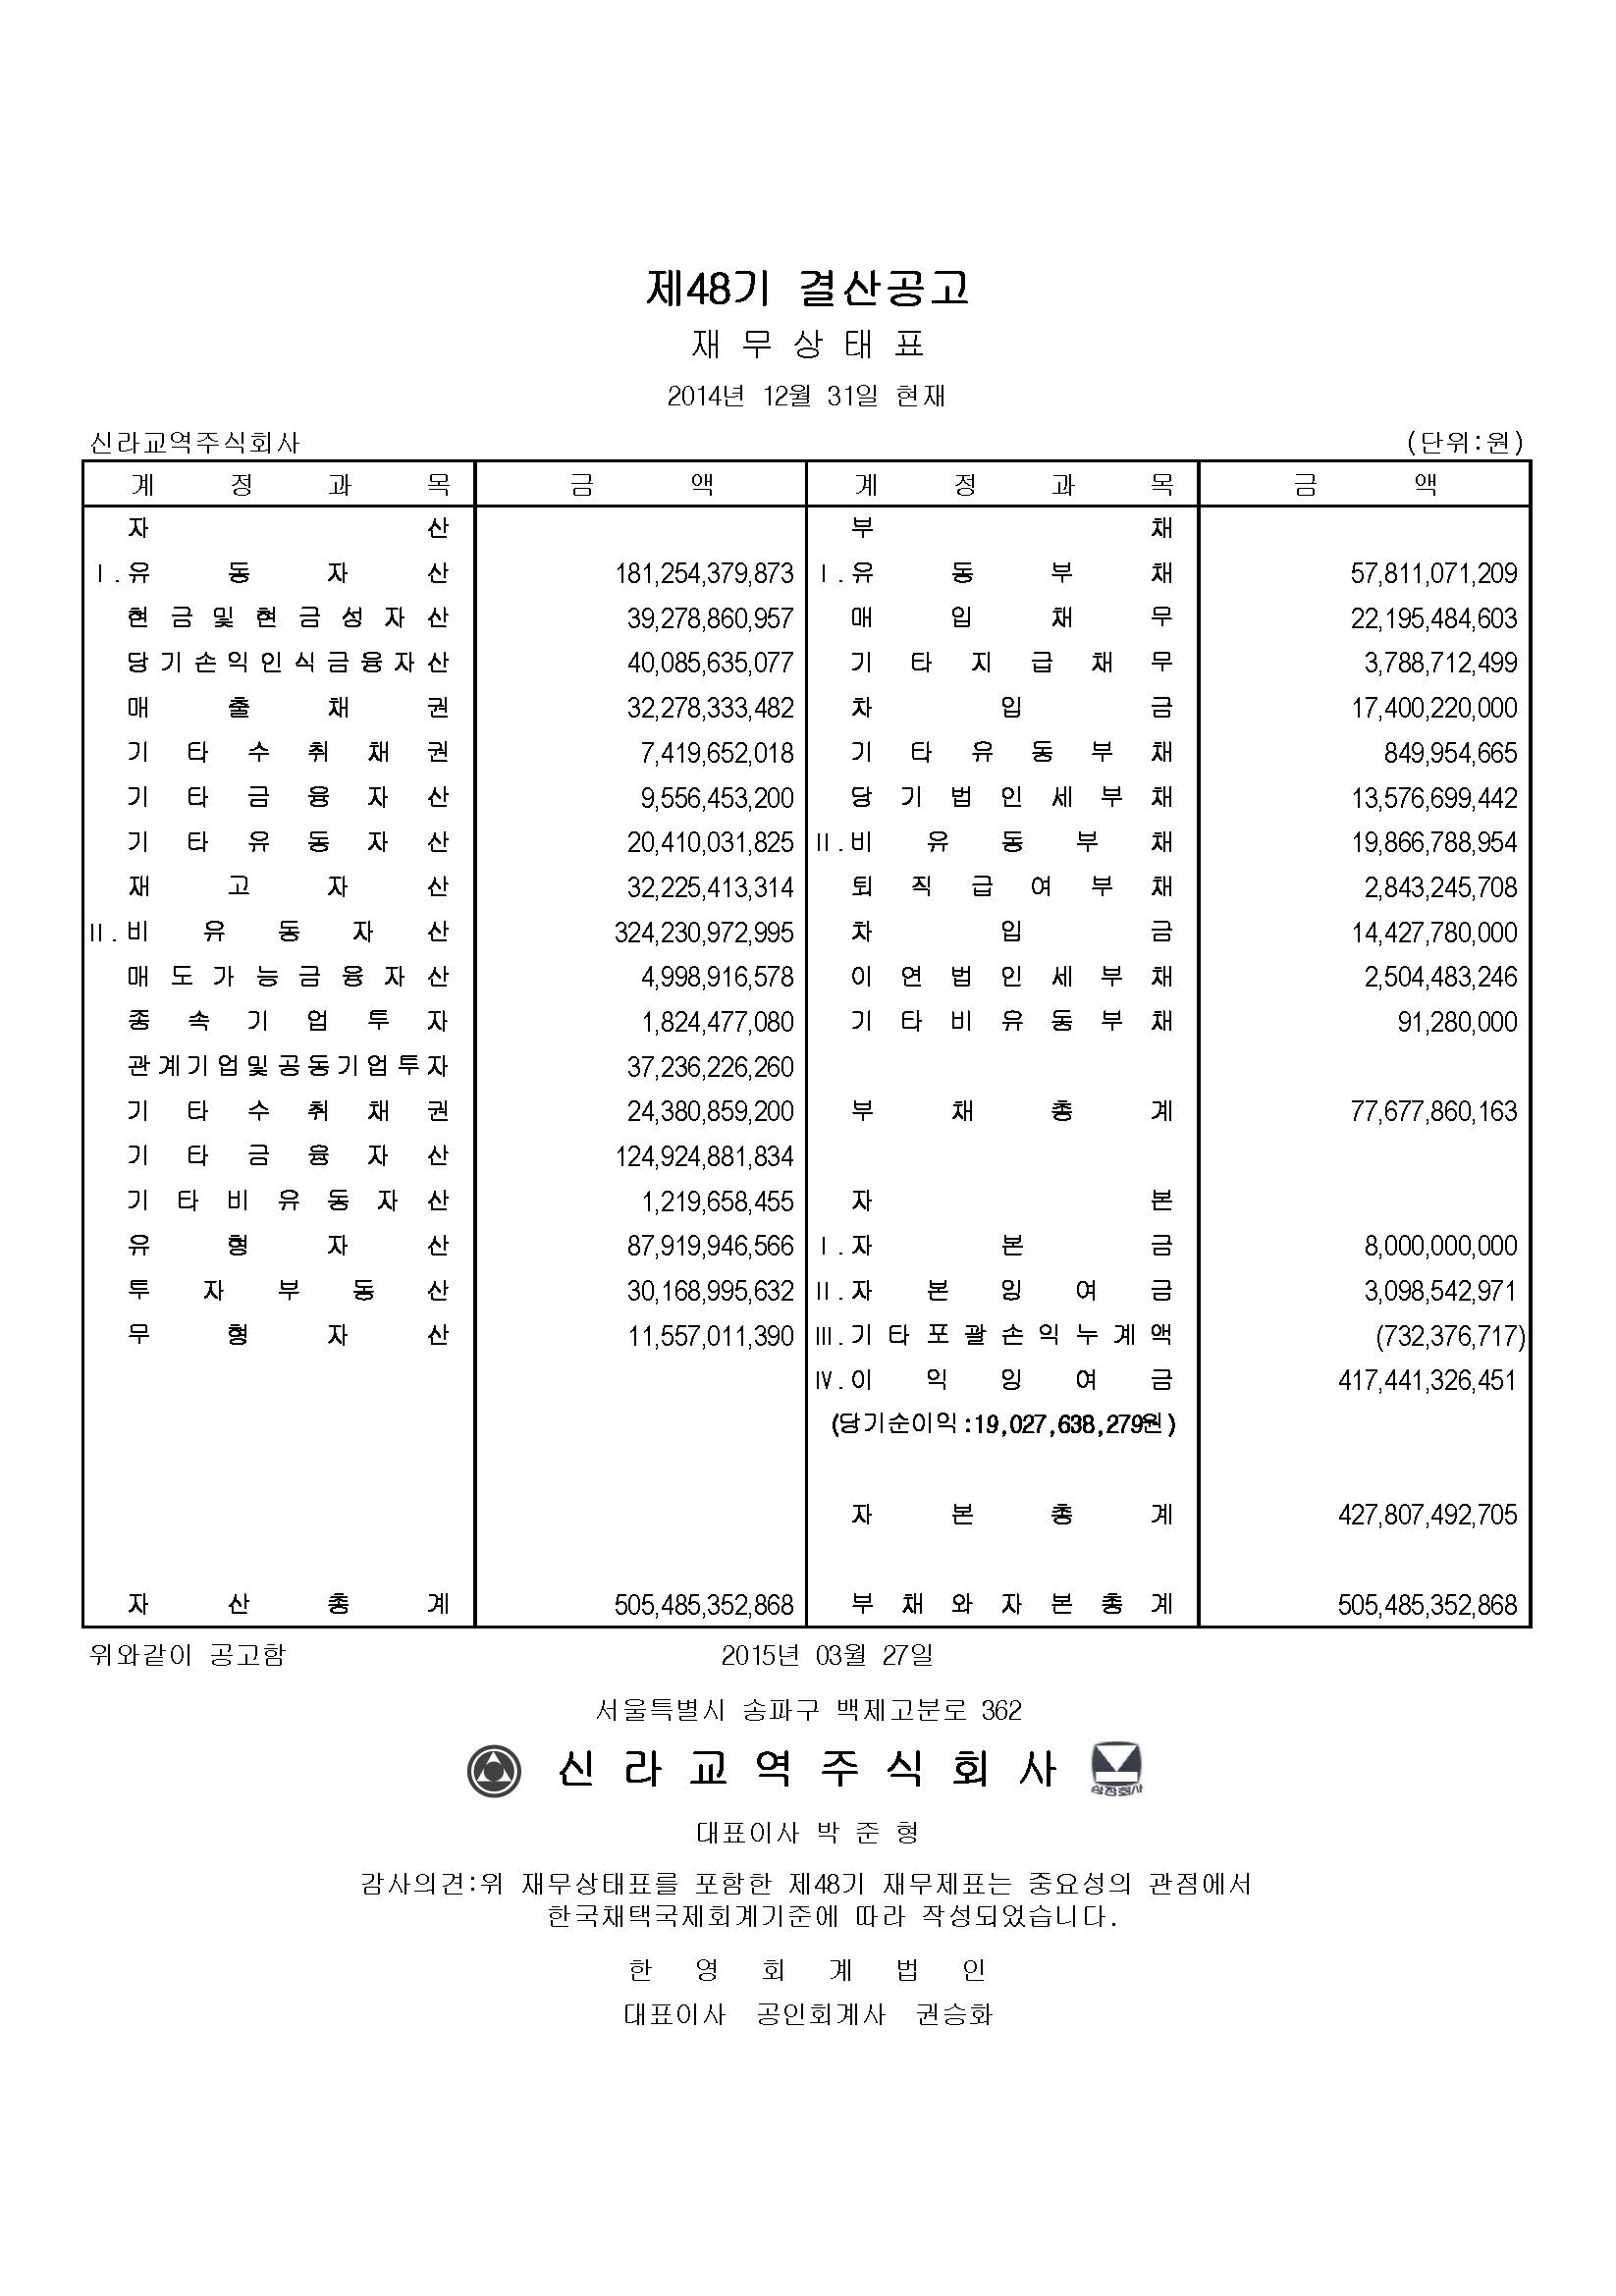 제48기 결산공고
재 무 상 태 표
2014년 12월 31일 현재
신라교역주식회사 (단위:원)
계 정 과 목 금 액 계 정 과 목 금 액
자 산 부 채
Ⅰ.유 동 자 산 181,254,379,873 Ⅰ.유 동 부 채 57,811,071,209
현 금 및 현 금 성 자 산 39,278,860,957 매 입 채 무 22,195,484,603
당 기 손 익 인 식 금 융 자 산 40,085,635,077 기 타 지 급 채 무 3,788,712,499
매 출 채 권 32,278,333,482 차 입 금 17,400,220,000
기 타 수 취 채 권 7,419,652,018 기 타 유 동 부 채 849,954,665
기 타 금 융 자 산 9,556,453,200 당 기 법 인 세 부 채 13,576,699,442
기 타 유 동 자 산 20,410,031,825 Ⅱ.비 유 동 부 채 19,866,788,954
재 고 자 산 32,225,413,314 퇴 직 급 여 부 채 2,843,245,708
Ⅱ.비 유 동 자 산 324,230,972,995 차 입 금 14,427,780,000
매 도 가 능 금 융 자 산 4,998,916,578 이 연 법 인 세 부 채 2,504,483,246
종 속 기 업 투 자 1,824,477,080 기 타 비 유 동 부 채 91,280,000
관 계 기 업 및 공 동 기 업 투 자 37,236,226,260
기 타 수 취 채 권 24,380,859,200 부 채 총 계 77,677,860,163
기 타 금 융 자 산 124,924,881,834
기 타 비 유 동 자 산 1,219,658,455 자 본
유 형 자 산 87,919,946,566 Ⅰ.자 본 금 8,000,000,000
투 자 부 동 산 30,168,995,632 Ⅱ.자 본 잉 여 금 3,098,542,971
무 형 자 산 11,557,011,390 Ⅲ.기 타 포 괄 손 익 누 계 액 (732,376,717)
Ⅳ.이 익 잉 여 금 417,441,326,451
(당기순이익:19,027,638,279원)
자 본 총 계 427,807,492,705
자 산 총 계 505,485,352,868 부 채 와 자 본 총 계 505,485,352,868
위와같이 공고함 2015년 03월 27일
서울특별시 송파구 백제고분로 362
신 라 교 역 주 식 회 사 상장회사
대표이사 박 준 형
감사의견:위 재무상태표를 포함한 제48기 재무제표는 중요성의 관점에서
한국채택국제회계기준에 따라 작성되었습니다.
한 영 회 계 법 인
대표이사 공인회계사 권승화